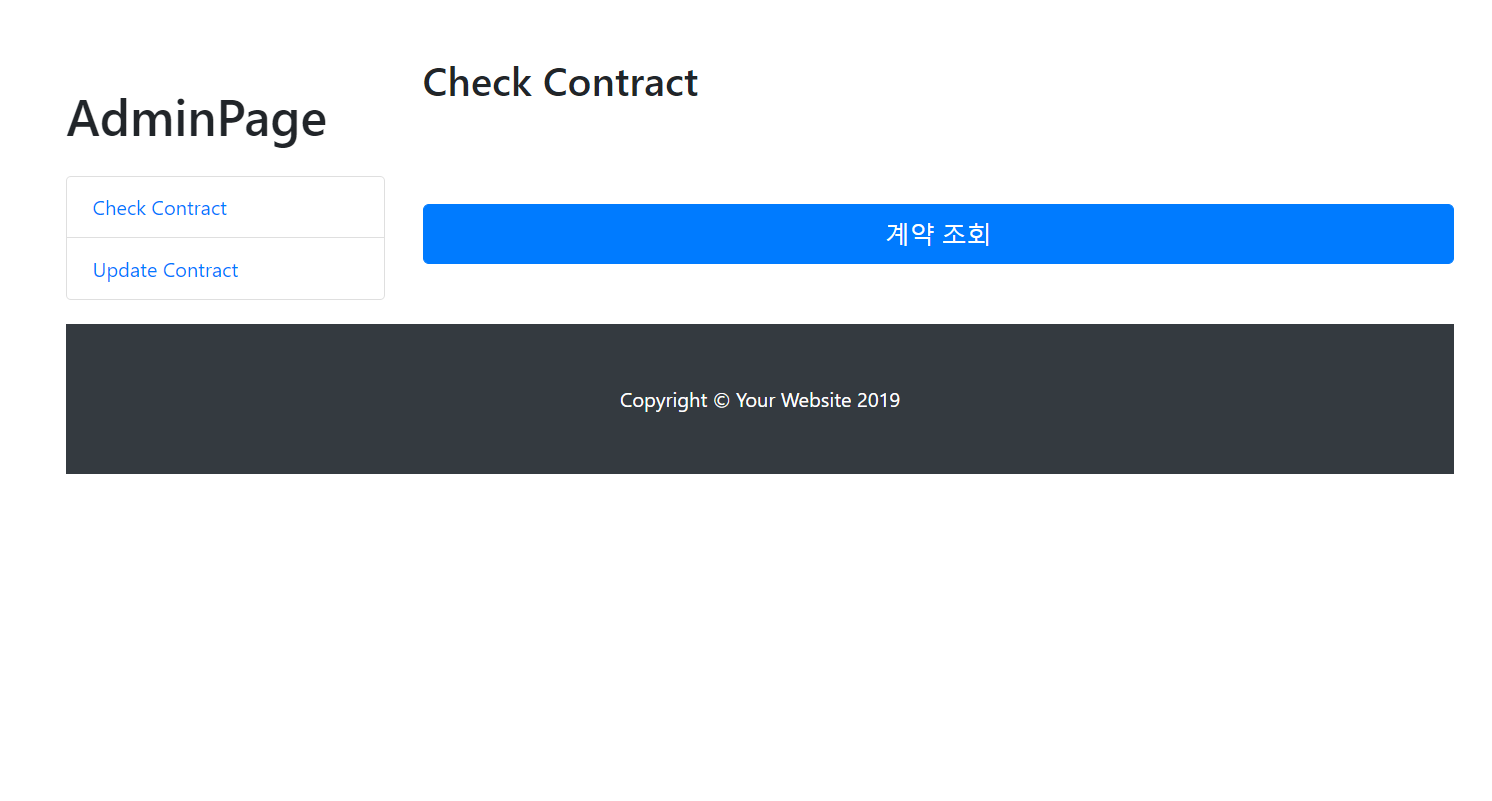 AdminPage
Check Contract
Update Contract
Check Contract
계약 조회
Copyright © Your Website 2019